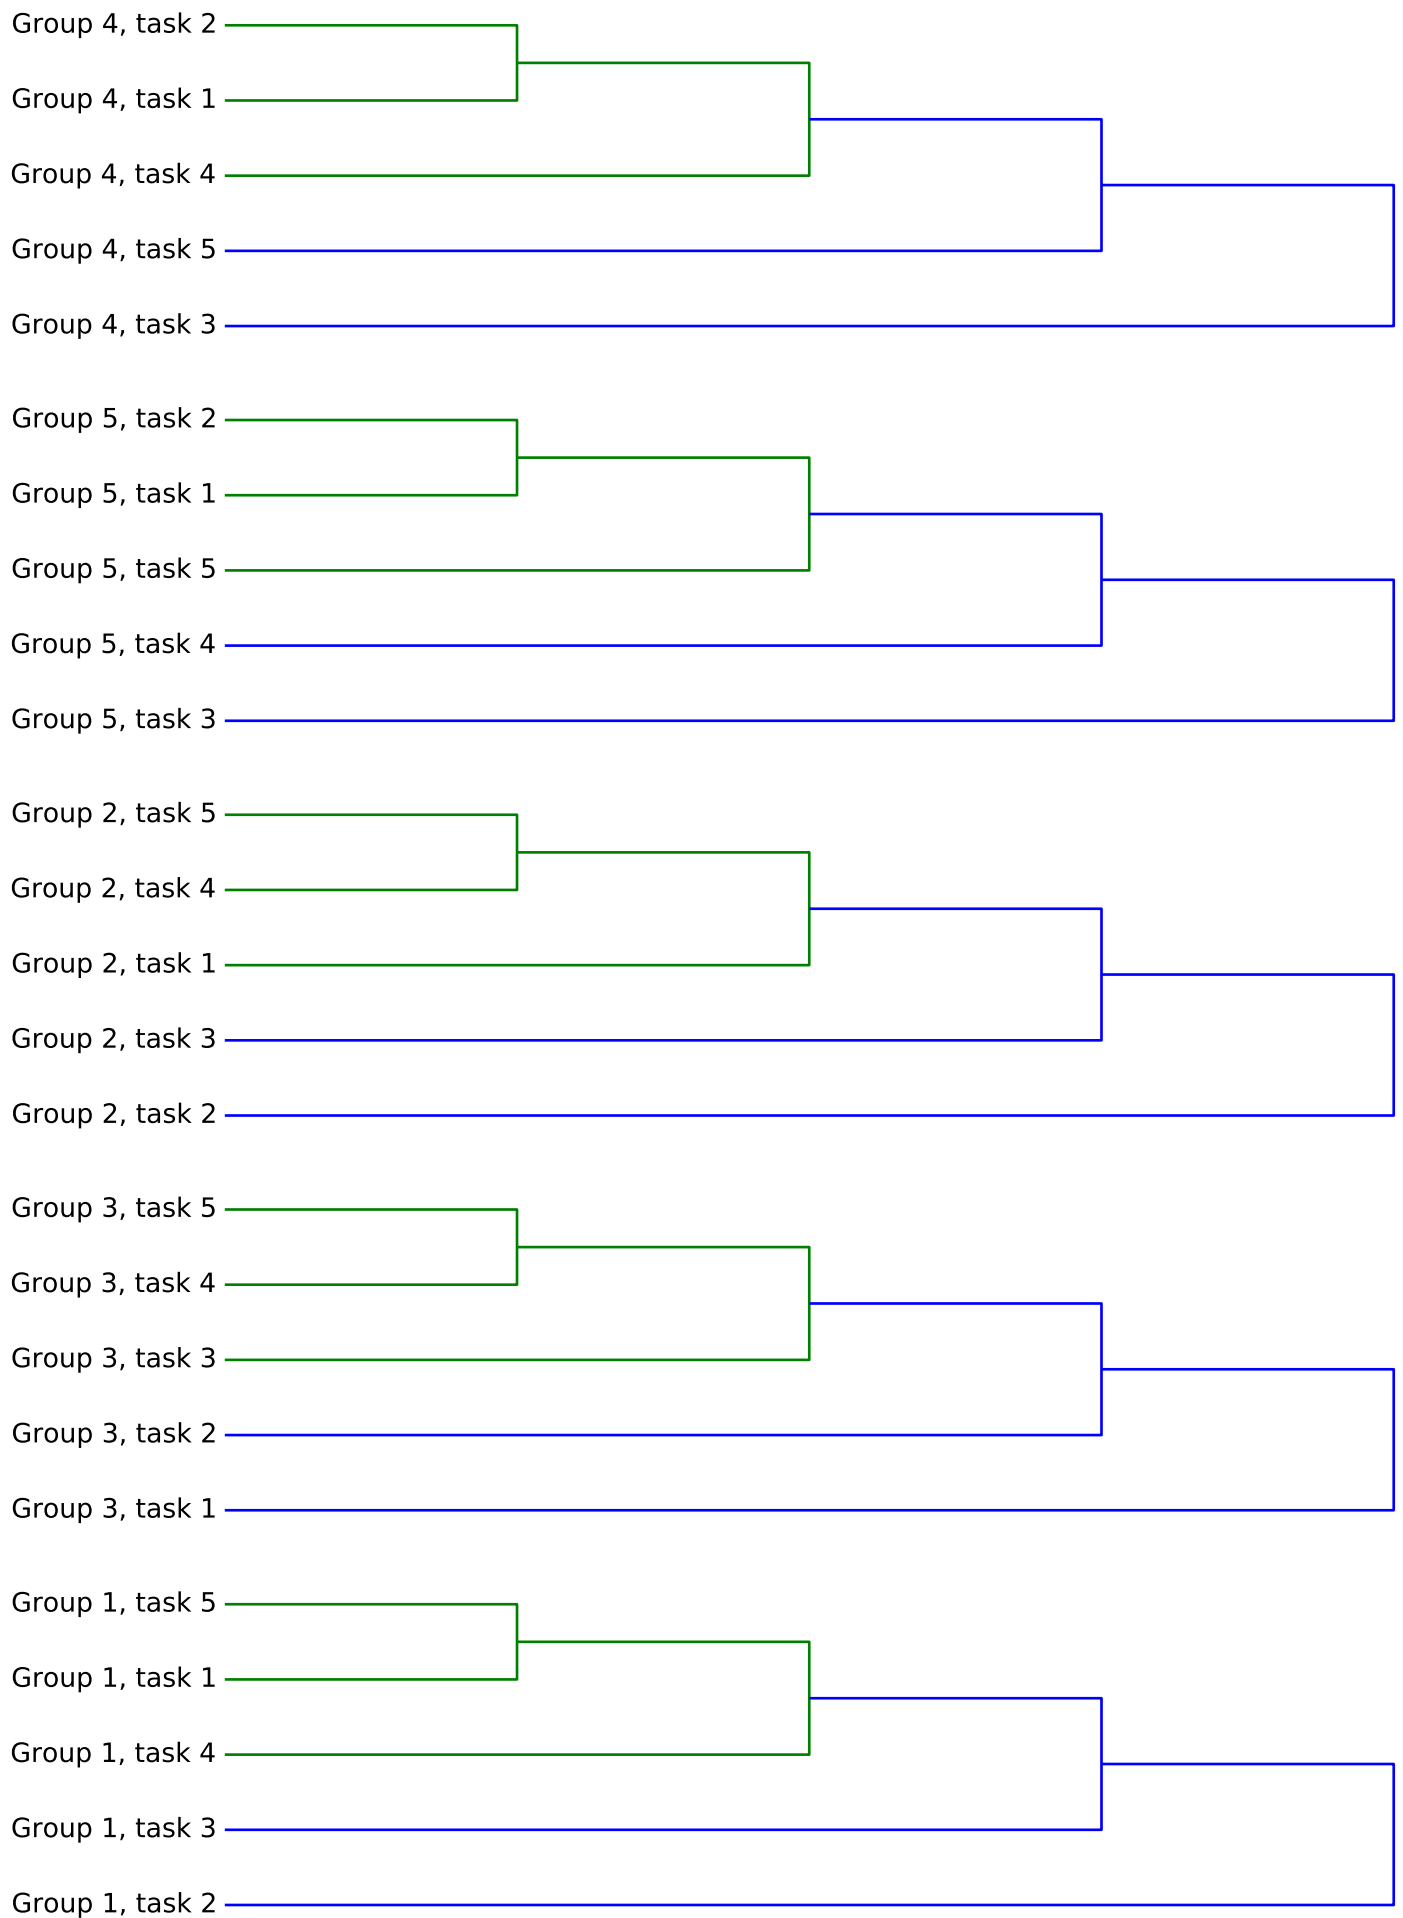 Group 4, task 2
Group 4, task 1
Group 4, task 4
Group 4, task 5
Group 4, task 3
Group 5, task 2
Group 5, task 1
Group 5, task 5
Group 5, task 4
Group 5, task 3
Group 2, task 5
Group 2, task 4
Group 2, task 1
Group 2, task 3
Group 2, task 2
Group 3, task 5
Group 3, task 4
Group 3, task 3
Group 3, task 2
Group 3, task 1
Group 1, task 5
Group 1, task 1
Group 1, task 4
Group 1, task 3
Group 1, task 2